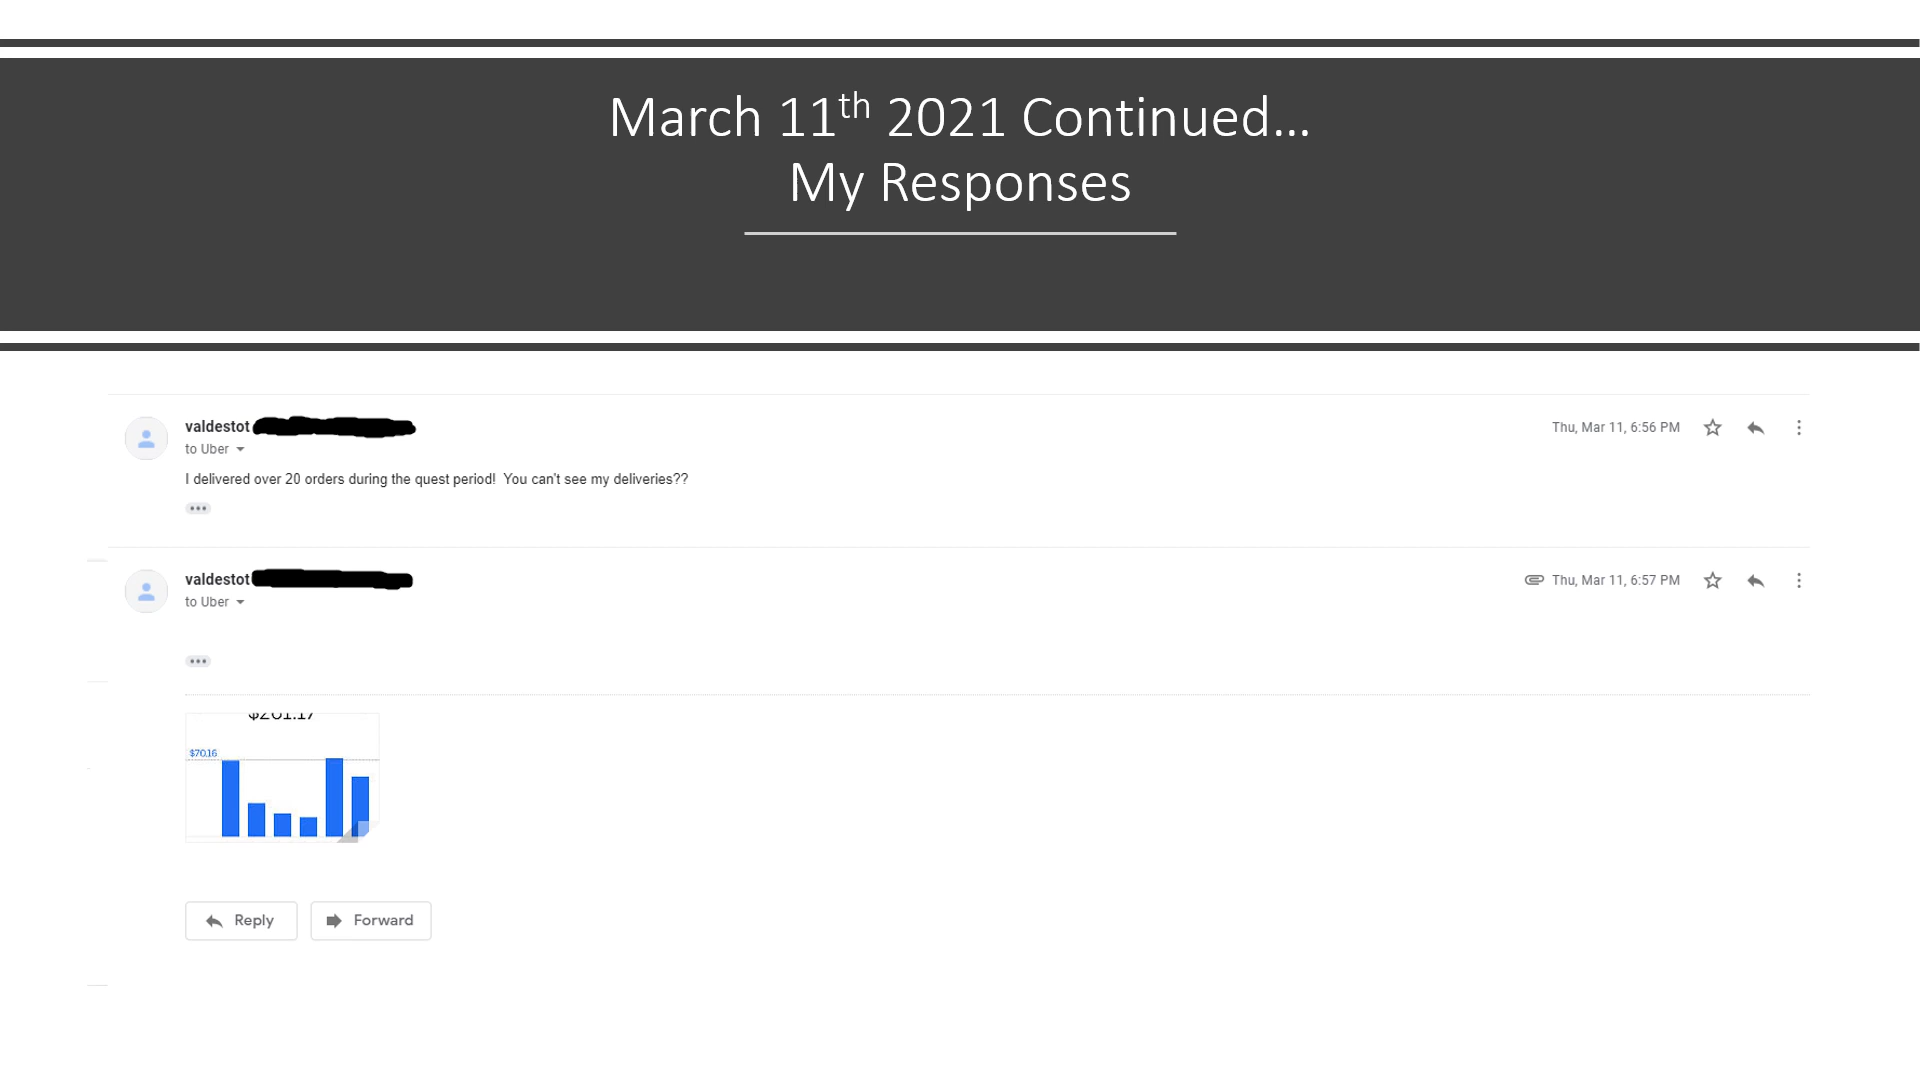 March 11th 2021 Continued...
My Responses
valdestot
Thu, Mar 11, 6:56 PM
to Uber
I delivered over 20 orders during the quest period!  You can't see my deliveries??
valdestot
Thu, Mar 11, 6:57 PM
to Uber
$70.16
Reply
Forward